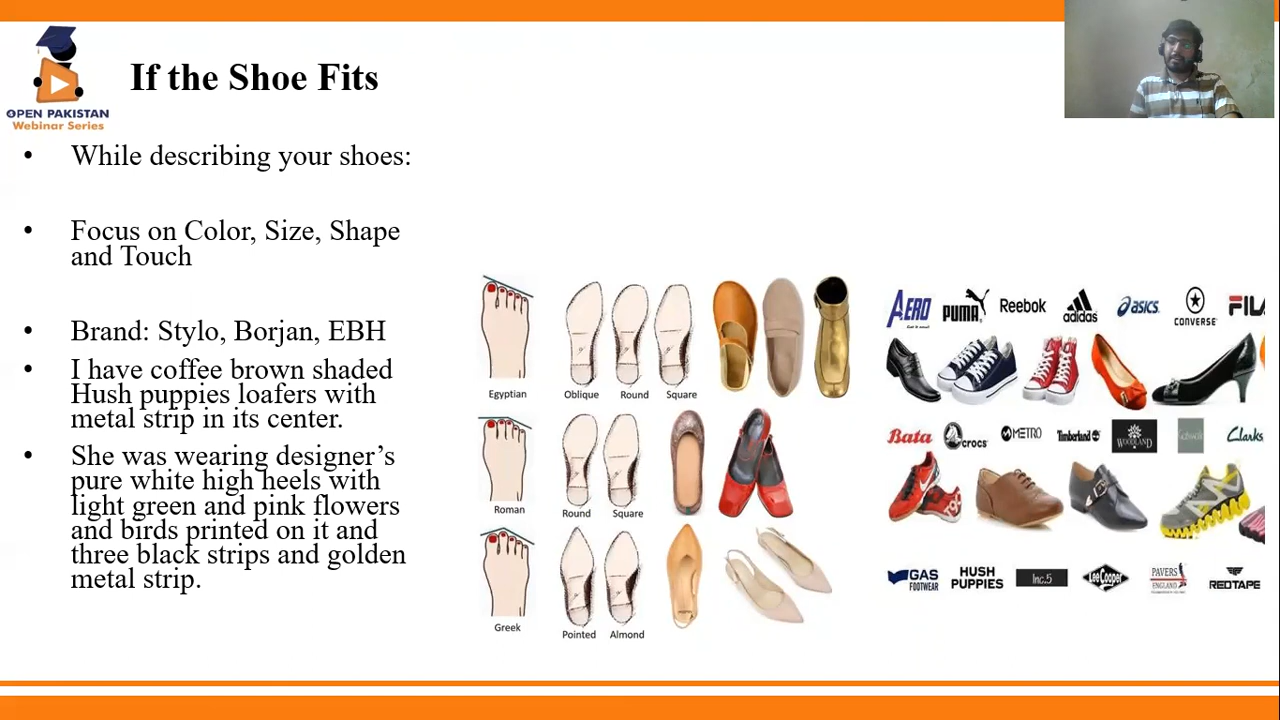 OPEN PAKISTAN
Webinar Series
If the Shoe Fits
• While describing your shoes:
• Focus on Color, Size, Shape
and Touch
• Brand: Stylo, Borjan, EBH
• I have coffee brown shaded
Hush puppies loafers with
metal strip in its center.
• She was wearing designer’s
pure white high heels with
light green and pink flowers
and birds printed on it and
three black strips and golden
metal strip.
Egyptian
Oblique Round Square
Roman
Round Square
Greek
Pointed Almond
AERO PUMA Reebok adidas asics CONVERSE FILA
Bata crocs METRO Timberland WOODLAND Clarks
GAS FOOTWEAR HUSH PUPPIES Inc.5 Lee Cooper PAVERS ENGLAND REDTAPE